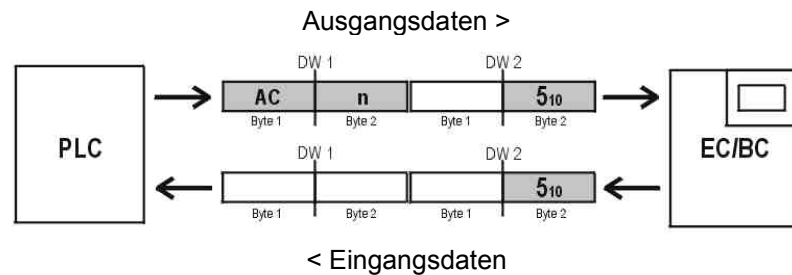 Ausgangsdaten >
DW 1 DW 2
AC n 5₁₀
Byte 1 Byte 2 Byte 1 Byte 2
PLC EC/BC
DW 1 DW 2
5₁₀
Byte 1 Byte 2 Byte 1 Byte 2
< Eingangsdaten